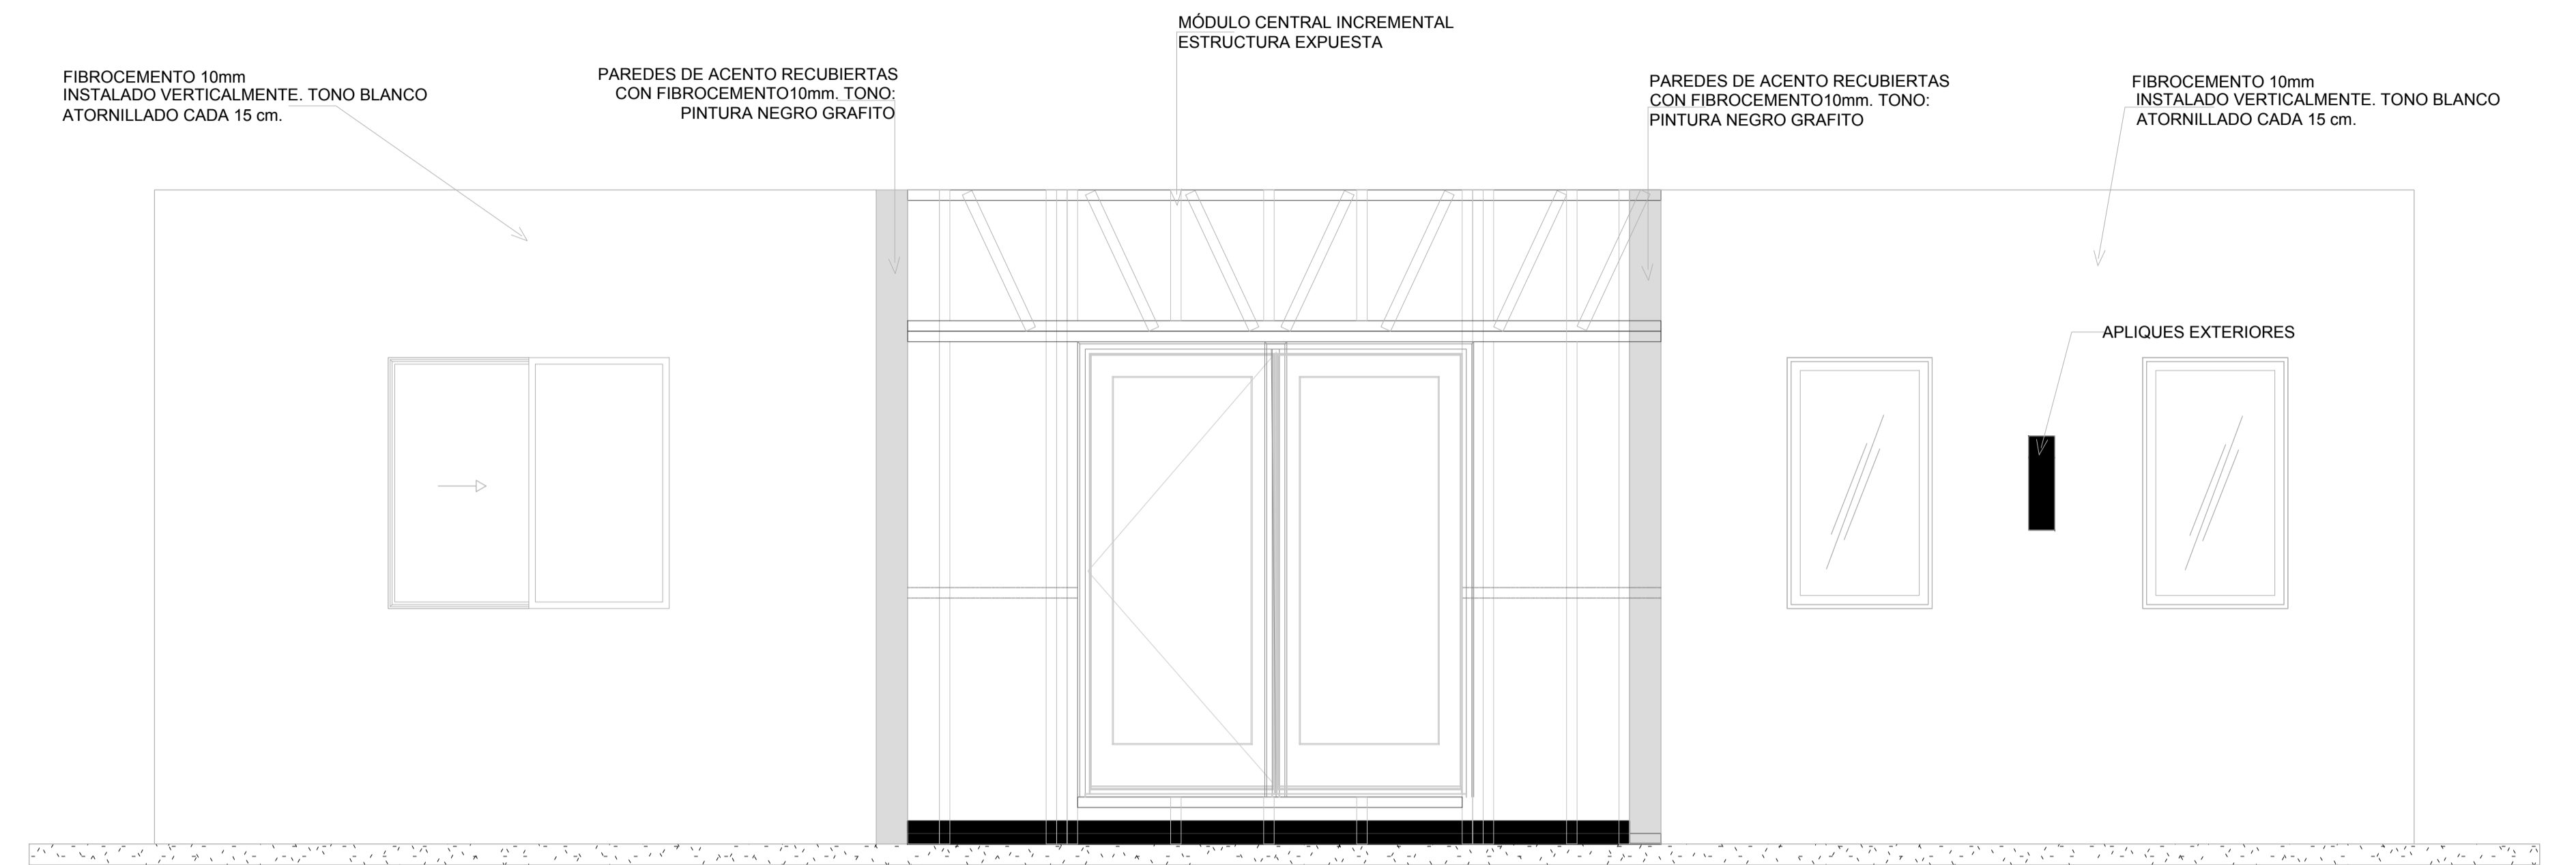 MÓDULO CENTRAL INCREMENTAL
ESTRUCTURA EXPUESTA
FIBROCEMENTO 10mm
INSTALADO VERTICALMENTE. TONO BLANCO
ATORNILLADO CADA 15 cm.
PAREDES DE ACENTO RECUBIERTAS
CON FIBROCEMENTO10mm. TONO:
PINTURA NEGRO GRAFITO
PAREDES DE ACENTO RECUBIERTAS
CON FIBROCEMENTO10mm. TONO:
PINTURA NEGRO GRAFITO
FIBROCEMENTO 10mm
INSTALADO VERTICALMENTE. TONO BLANCO
ATORNILLADO CADA 15 cm.
APLIQUES EXTERIORES